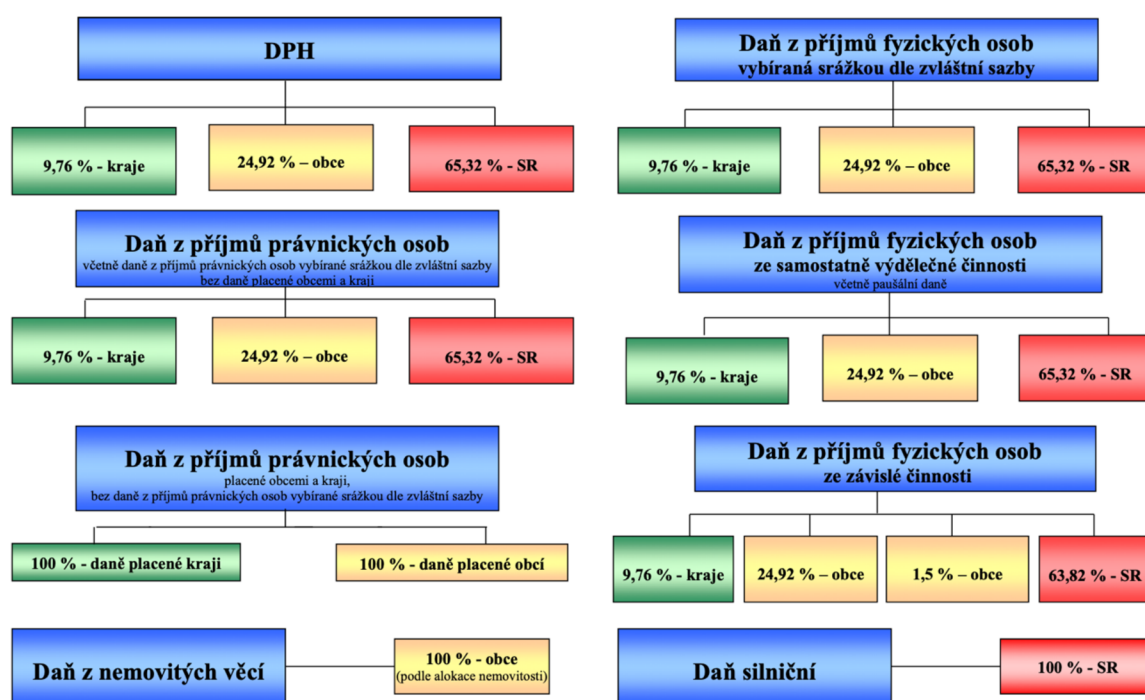 DPH
9,76 % - kraje
24,92 % – obce
65,32 % - SR
Daň z příjmů fyzických osob
vybíraná srážkou dle zvláštní sazby
9,76 % - kraje
24,92 % – obce
65,32 % - SR
Daň z příjmů právnických osob
včetně daně z příjmů právnických osob vybírané srážkou dle zvláštní sazby
bez daně placené obcemi a kraji
9,76 % - kraje
24,92 % – obce
65,32 % - SR
Daň z příjmů fyzických osob
ze samostatně výdělečné činnosti
včetně paušální daně
9,76 % - kraje
24,92 % – obce
65,32 % - SR
Daň z příjmů právnických osob
placené obcemi a kraji,
bez daně z příjmů právnických osob vybírané srážkou dle zvláštní sazby
100 % - daně placené kraji
100 % - daně placené obcí
Daň z příjmů fyzických osob
ze závislé činnosti
9,76 % - kraje
24,92 % – obce
1,5 % – obce
63,82 % - SR
Daň z nemovitých věcí
100 % - obce
(podle alokace nemovitosti)
Daň silniční
100 % - SR